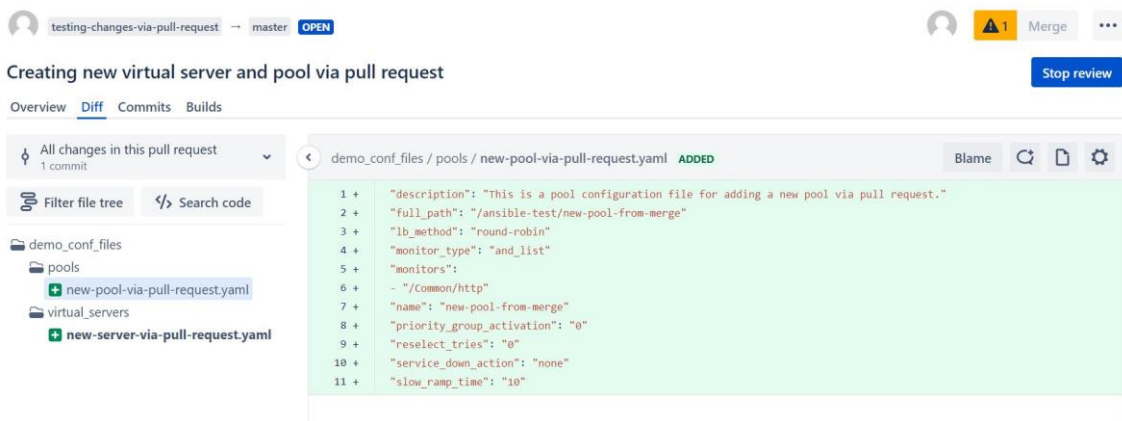 testing-changes-via-pull-request → master OPEN
1 Merge
Creating new virtual server and pool via pull request
Stop review
Overview Diff Commits Builds
All changes in this pull request
1 commit
demo_conf_files / pools / new-pool-via-pull-request.yaml ADDED
Blame
Filter file tree Search code
demo_conf_files
pools
new-pool-via-pull-request.yaml
virtual_servers
new-server-via-pull-request.yaml
1 + "description": "This is a pool configuration file for adding a new pool via pull request."
2 + "full_path": "/ansible-test/new-pool-from-merge"
3 + "lb_method": "round-robin"
4 + "monitor_type": "and_list"
5 + "monitors":
6 + - "/Common/http"
7 + "name": "new-pool-from-merge"
8 + "priority_group_activation": "0"
9 + "reselect_tries": "0"
10 + "service_down_action": "none"
11 + "slow_ramp_time": "10"